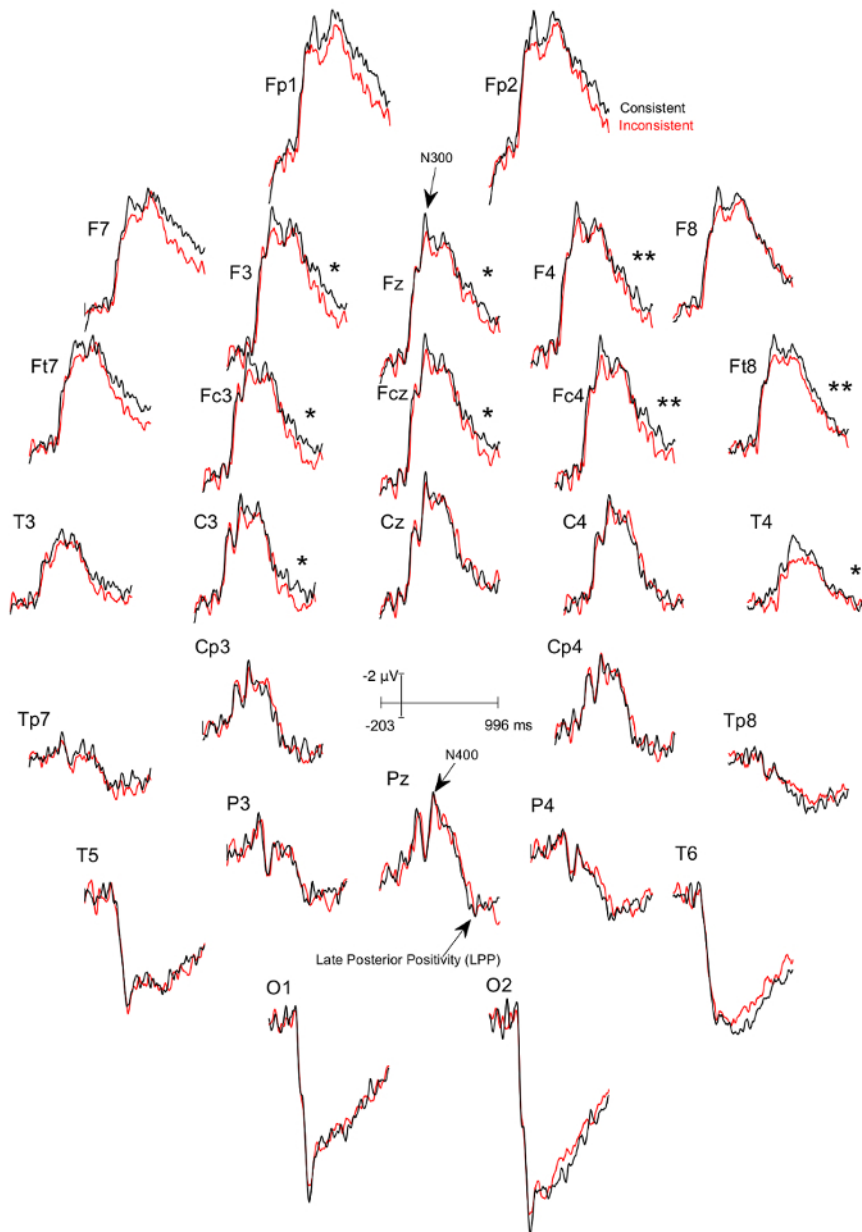 Fp1
Fp2
Consistent
Inconsistent
N300
F7
F3
*
Fz
*
F4
**
F8
Ft7
Fc3
*
Fcz
*
Fc4
**
Ft8
**
T3
C3
*
Cz
C4
T4
*
Cp3
-2 µV
Cp4
-203
996 ms
Tp7
Tp8
N400
Pz
P3
P4
T5
T6
Late Posterior Positivity (LPP)
O1
O2